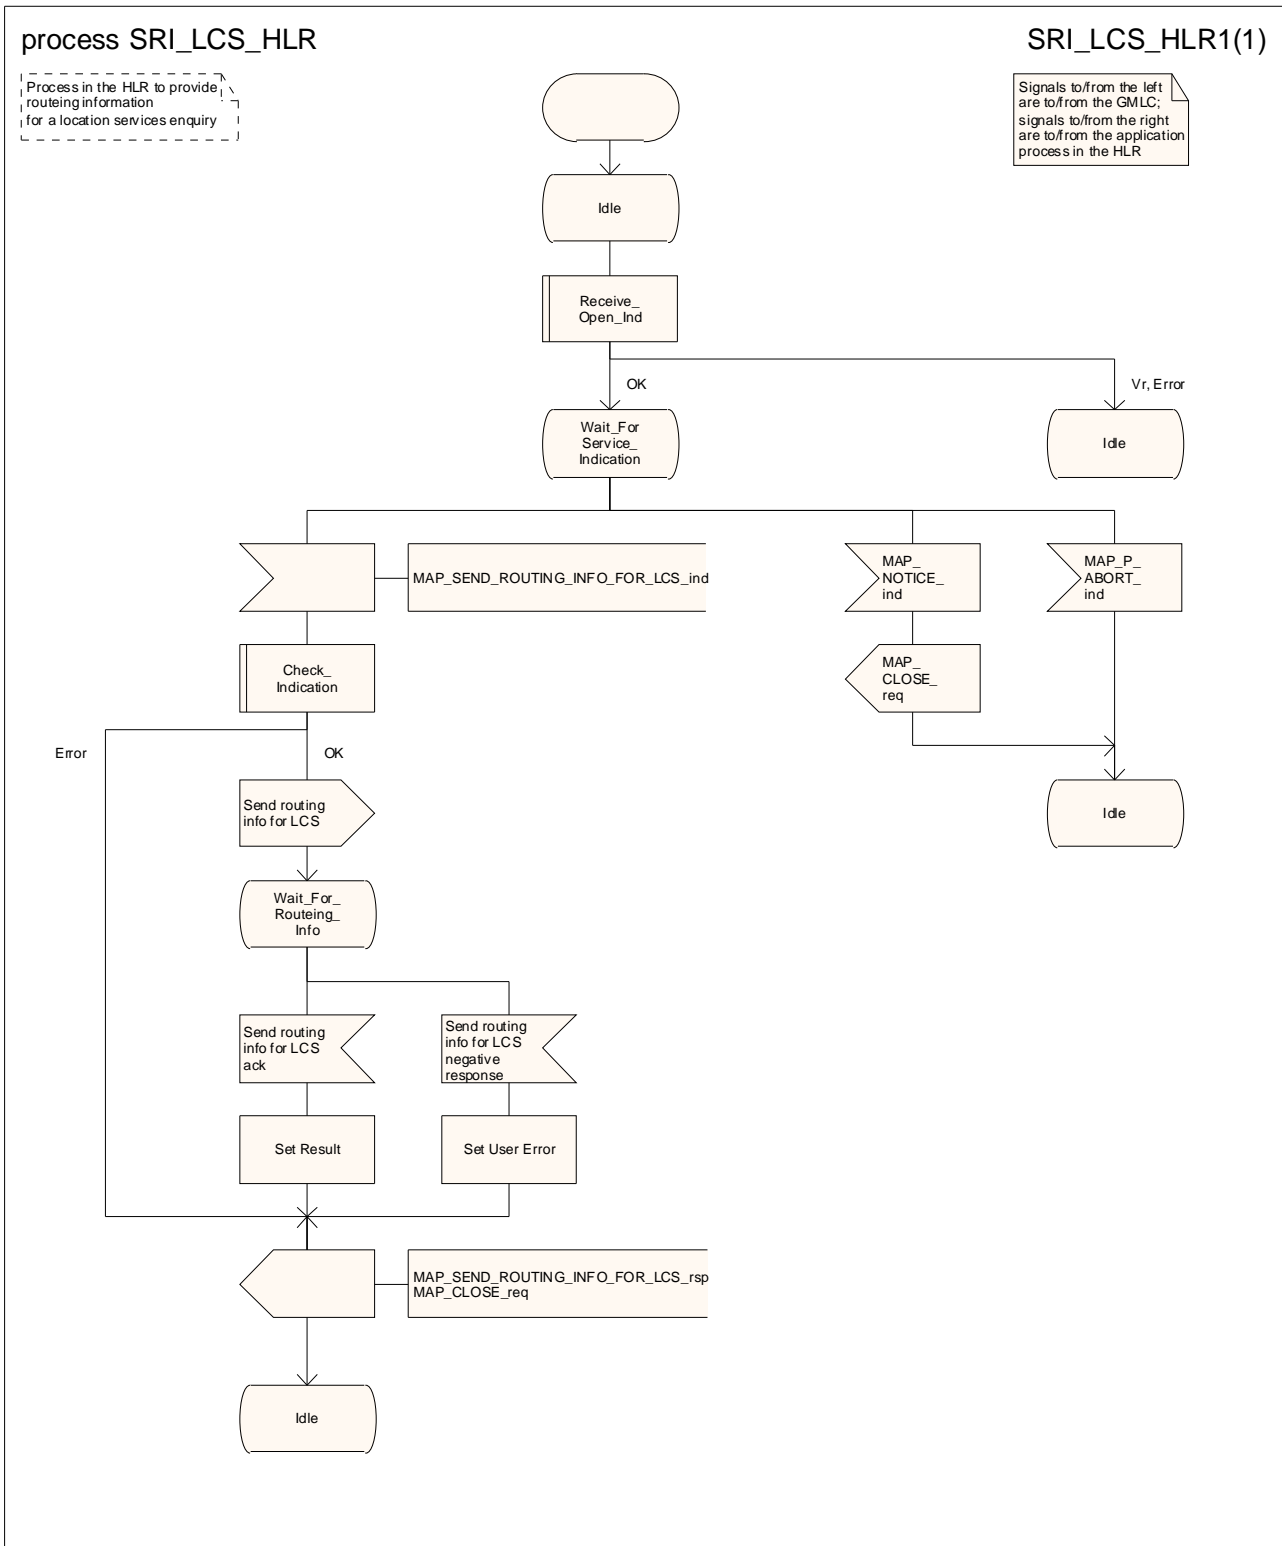 process SRI_LCS_HLR
SRI_LCS_HLR1(1)
Process in the HLR to provide
routeing information
for a location services enquiry
Signals to/from the left
are to/from the GMLC;
signals to/from the right
are to/from the application
process in the HLR
Idle
Receive_
Open_Ind
OK
Vr, Error
Wait_For
Service_
Indication
Idle
MAP_SEND_ROUTING_INFO_FOR_LCS_ind
MAP_
NOTICE_
ind
MAP_P_
ABORT_
ind
Check_
Indication
MAP_
CLOSE_
req
Error
OK
Send routing
info for LCS
Idle
Wait_For_
Routeing_
Info
Send routing
info for LCS
ack
Send routing
info for LCS
negative
response
Set Result
Set User Error
MAP_SEND_ROUTING_INFO_FOR_LCS_rsp
MAP_CLOSE_req
Idle